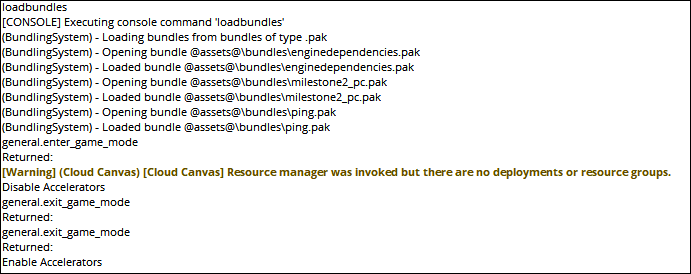 loadbundles
[CONSOLE] Executing console command 'loadbundles'
(BundlingSystem) - Loading bundles from bundles of type .pak
(BundlingSystem) - Opening bundle @assets@\bundles\enginedependencies.pak
(BundlingSystem) - Loaded bundle @assets@\bundles\enginedependencies.pak
(BundlingSystem) - Opening bundle @assets@\bundles\milestone2_pc.pak
(BundlingSystem) - Loaded bundle @assets@\bundles\milestone2_pc.pak
(BundlingSystem) - Opening bundle @assets@\bundles\ping.pak
(BundlingSystem) - Loaded bundle @assets@\bundles\ping.pak
general.enter_game_mode
Returned:
[Warning] (Cloud Canvas) [Cloud Canvas] Resource manager was invoked but there are no deployments or resource groups.
Disable Accelerators
general.exit_game_mode
Returned:
general.exit_game_mode
Returned:
Enable Accelerators